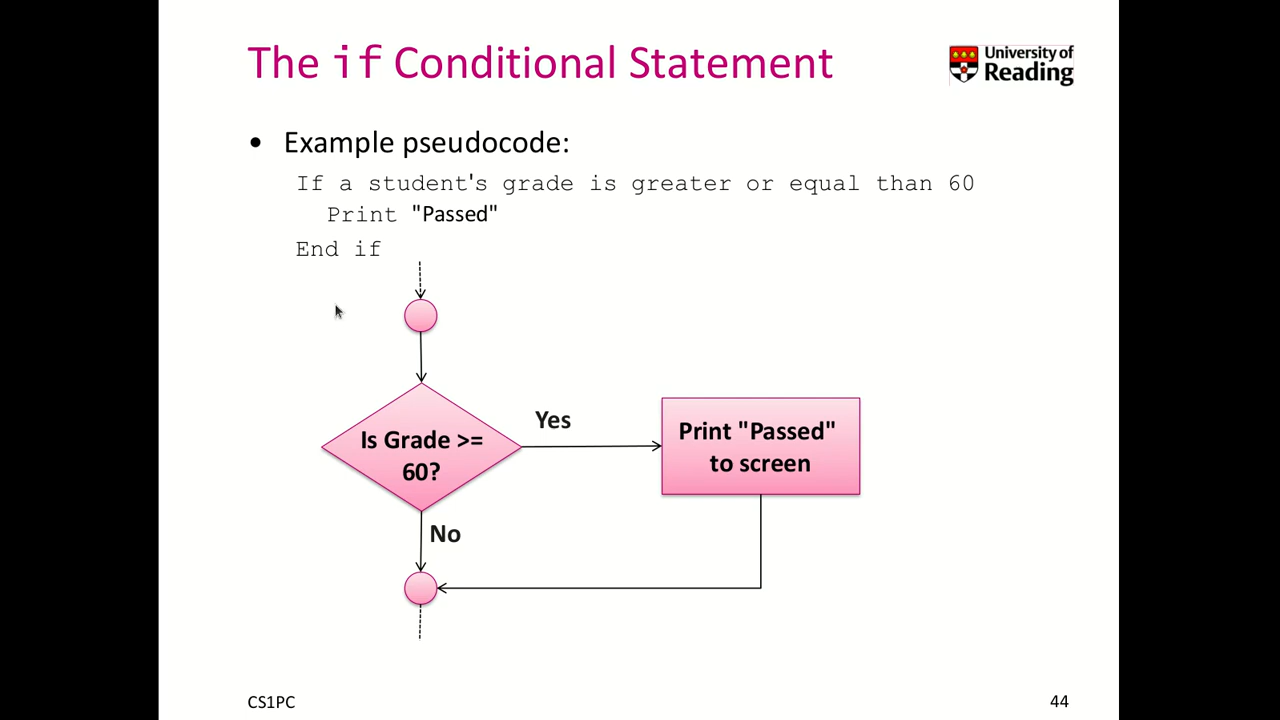 The if Conditional Statement
University of
Reading
• Example pseudocode:
If a student's grade is greater or equal than 60
Print "Passed"
End if
Yes
Is Grade >=
60?
Print "Passed"
to screen
No
CS1PC
44